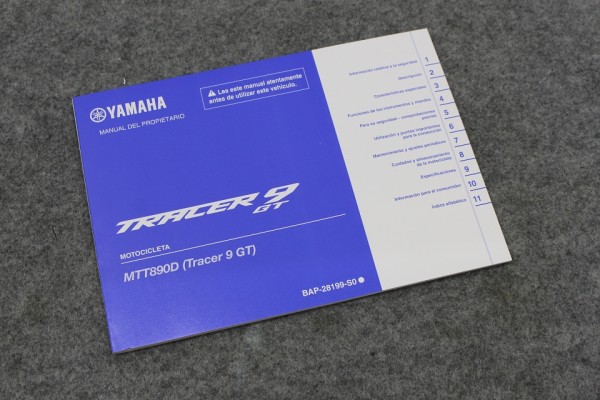 YAMAHA
MANUAL DEL PROPIETARIO
Lea este manual atentamente
antes de utilizar este vehículo.
TRACER 9
GT
MOTOCICLETA
MTT890D (Tracer 9 GT)
BAP-28199-S0
Información relativa a la seguridad 1
Descripción 2
Características especiales 3
Funciones de los instrumentos y mandos 4
Para su seguridad – comprobaciones
previas 5
Utilización y puntos importantes
para la conducción 6
Mantenimiento y ajustes periódicos 7
Cuidados y almacenamiento
de la motocicleta 8
Especificaciones 9
Información para el consumidor 10
Índice alfabético 11